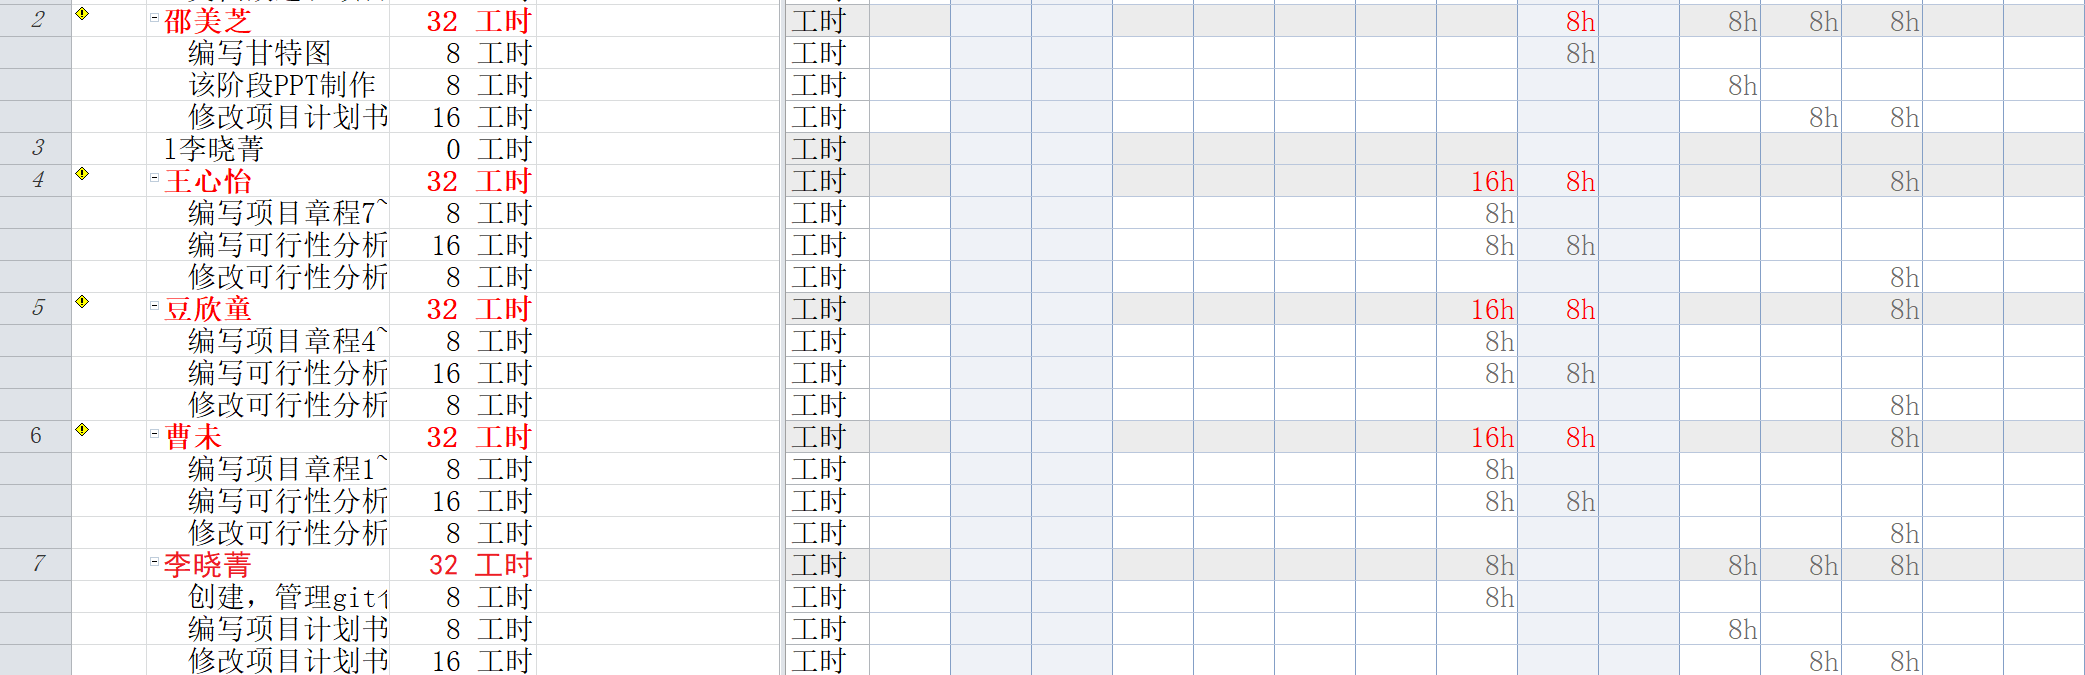 2 邵美芝 32 工时 工时 8h 8h 8h 8h
编写甘特图 8 工时 工时 8h
该阶段PPT制作 8 工时 工时 8h
修改项目计划书 16 工时 工时 8h 8h
3 l李晓菁 0 工时 工时
4 王心怡 32 工时 工时 16h 8h 8h
编写项目章程7~ 8 工时 工时 8h
编写可行性分析 16 工时 工时 8h 8h
修改可行性分析 8 工时 工时 8h
5 豆欣童 32 工时 工时 16h 8h 8h
编写项目章程4~ 8 工时 工时 8h
编写可行性分析 16 工时 工时 8h 8h
修改可行性分析 8 工时 工时 8h
6 曹未 32 工时 工时 16h 8h 8h
编写项目章程1~ 8 工时 工时 8h
编写可行性分析 16 工时 工时 8h 8h
修改可行性分析 8 工时 工时 8h
7 李晓菁 32 工时 工时 8h 8h 8h 8h
创建，管理git 8 工时 工时 8h
编写项目计划书 8 工时 工时 8h
修改项目计划书 16 工时 工时 8h 8h